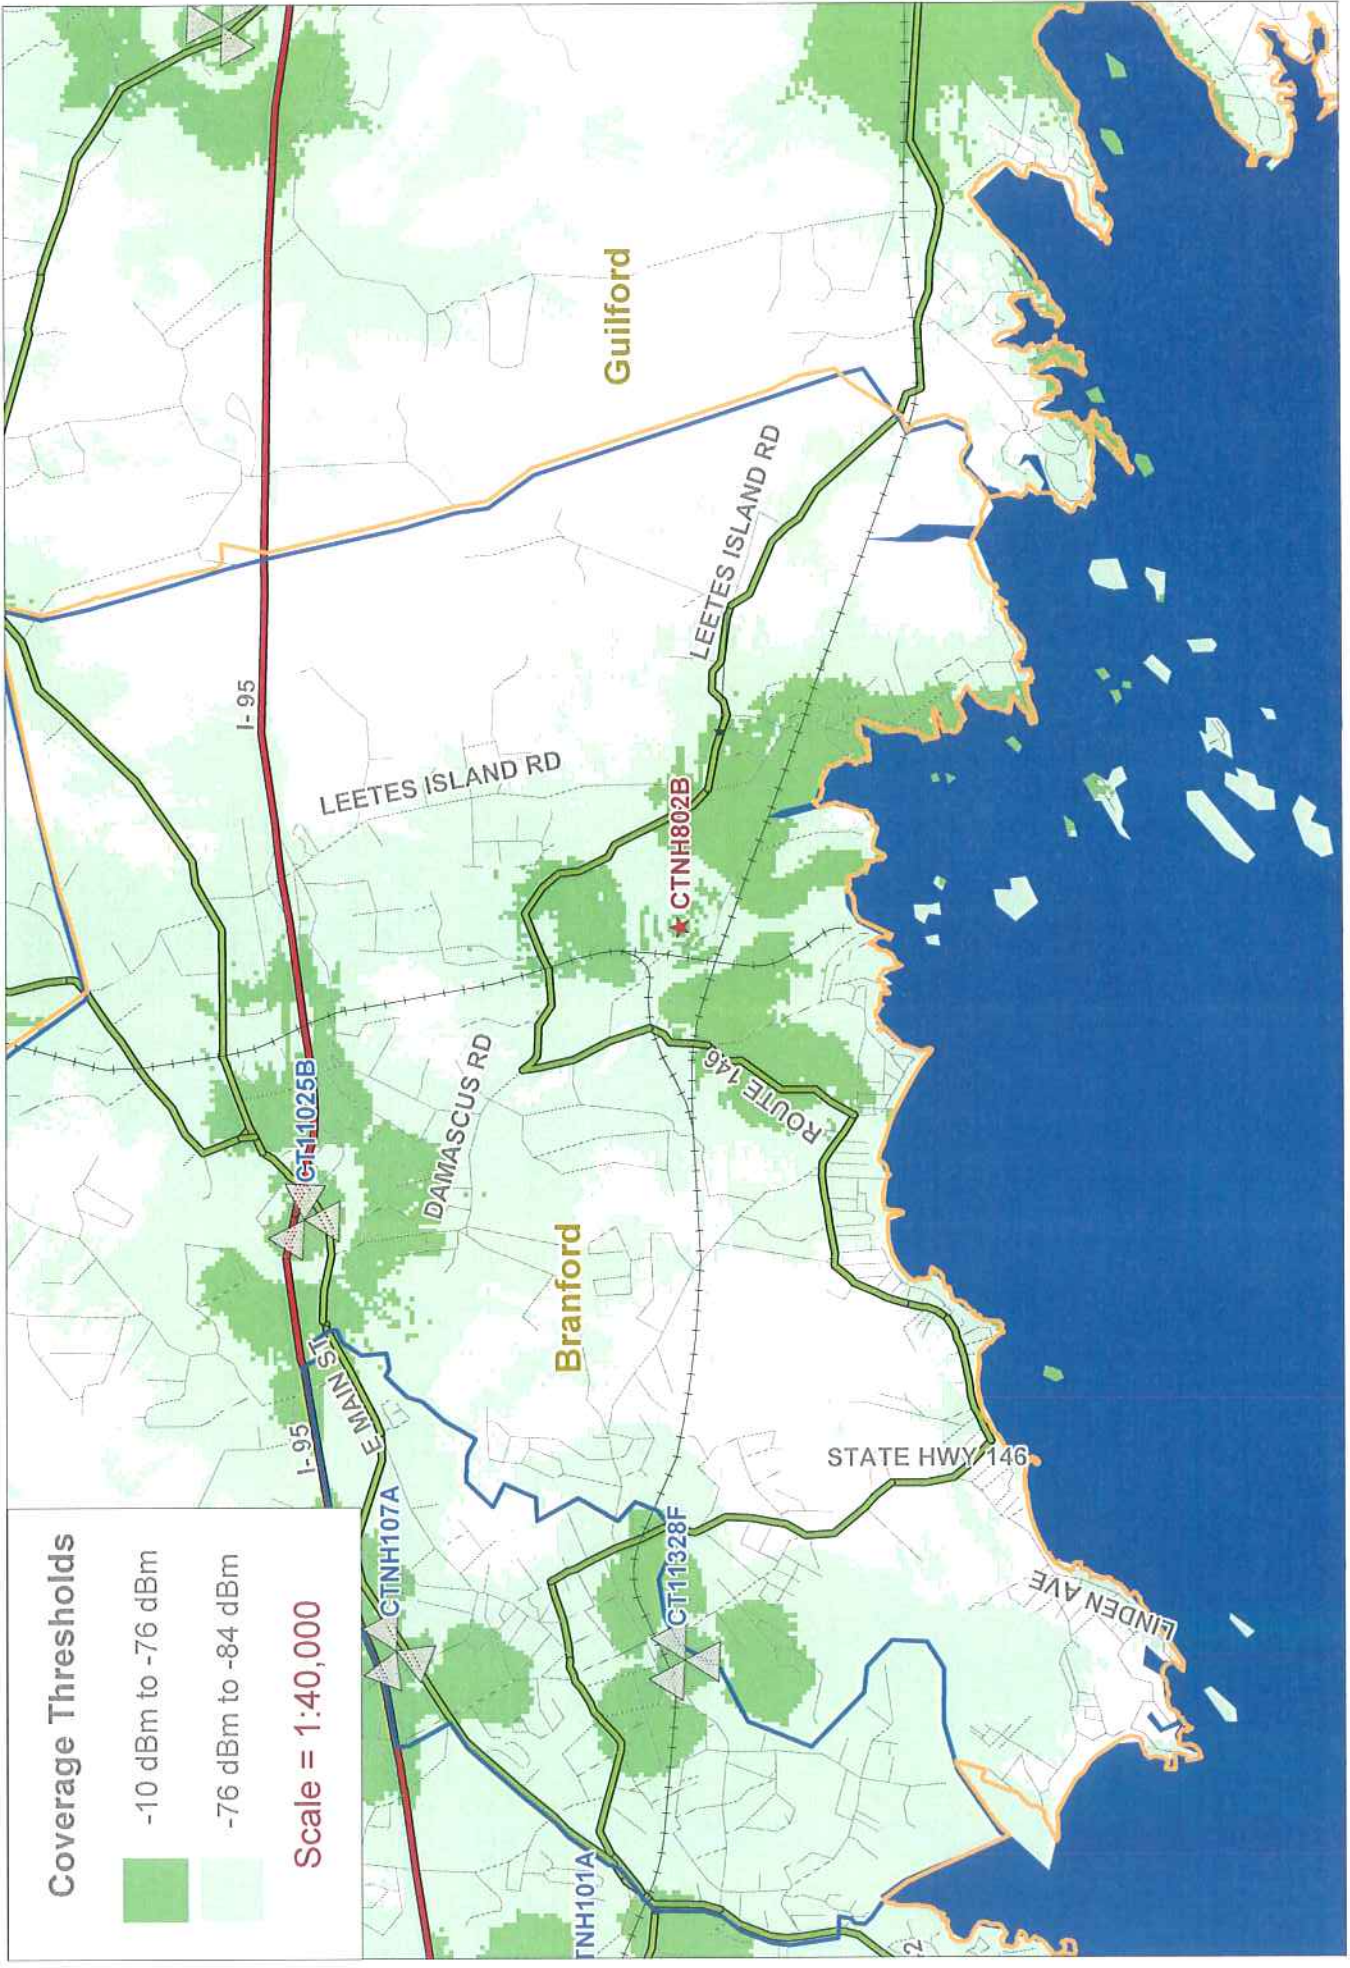 Coverage Thresholds
-10 dBm to -76 dBm
-76 dBm to -84 dBm
Scale = 1:40,000
I-95
E MAIN ST
CTNH107A
TNH101A
CT11328F
CT11025B
DAMASCUS RD
Branford
STATE HWY 146
LINDEN AVE
ROUTE 146
CTNH802B
LEETES ISLAND RD
I-95
LEETES ISLAND RD
Guilford
2